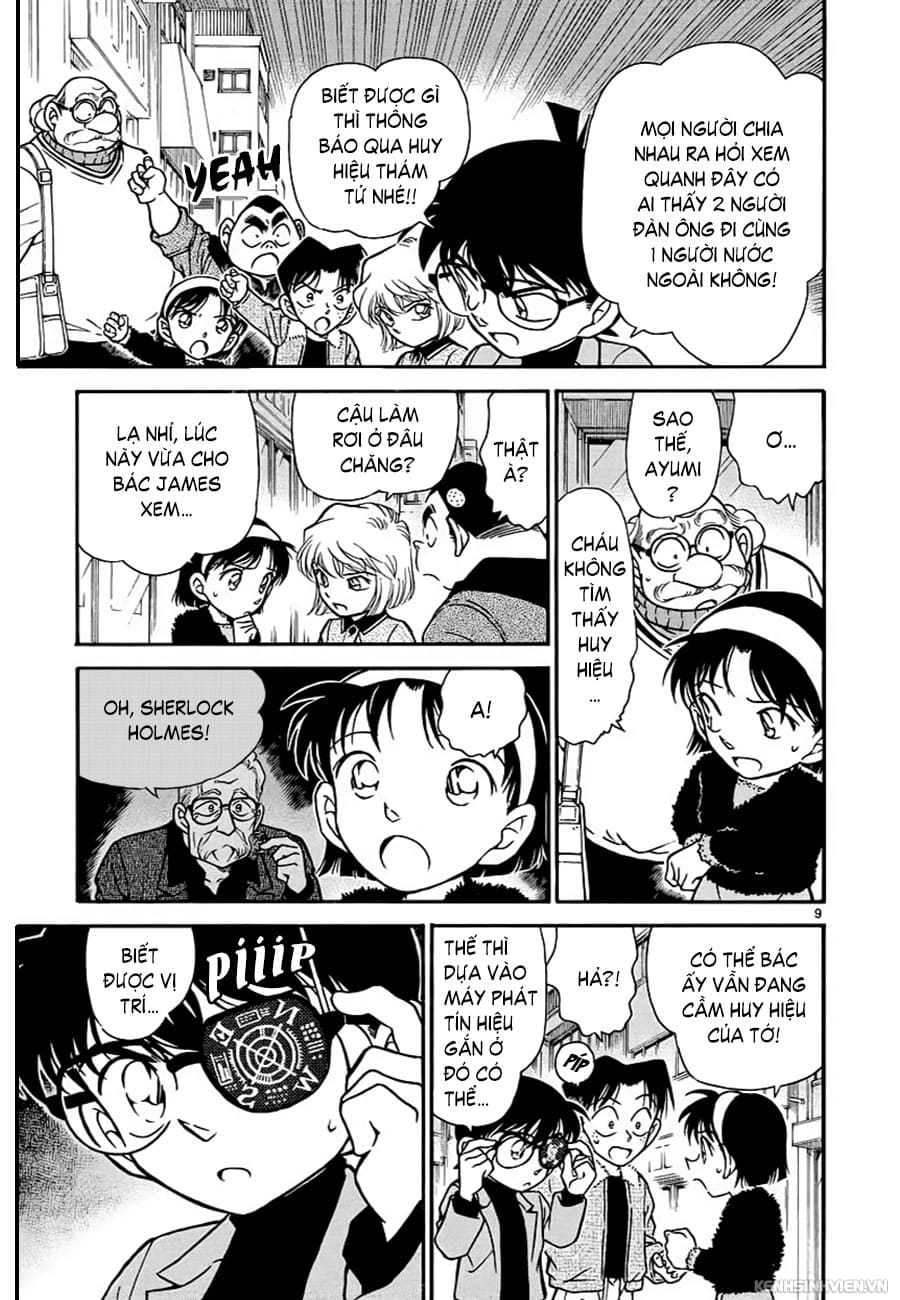 MỌI NGƯỜI CHIA
NHAU RA HỎI XEM
QUANH ĐÂY CÓ
AI THẤY 2 NGƯỜI
ĐÀN ÔNG ĐI CÙNG
1 NGƯỜI NƯỚC
NGOÀI KHÔNG!
BIẾT ĐƯỢC GÌ
THÌ THÔNG
BÁO QUA HUY
HIỆU THÁM
TỬ NHÉ!!
YEAH
Ơ...
SAO
THẾ,
AYUMI
?
CHÁU
KHÔNG
TÌM
THẤY
HUY
HIỆU
...
THẬT
À?
CẬU LÀM
RƠI Ở ĐÂU
CHĂNG?
LẠ NHỈ, LÚC
NÀY VỪA CHO
BÁC JAMES
XEM...
A!
OH, SHERLOCK
HOLMES!
9
CÓ THỂ BÁC
ẤY VẪN ĐANG
CẦM HUY HIỆU
CỦA TỚ!
HẢ?!
THẾ THÌ
DỰA VÀO
MÁY PHÁT
TÍN HIỆU
GẮN Ở
ĐÓ CÓ
THỂ...
PÍP
PIIIP
BIẾT
ĐƯỢC VỊ
TRÍ...
KENHSINHVIEN.VN